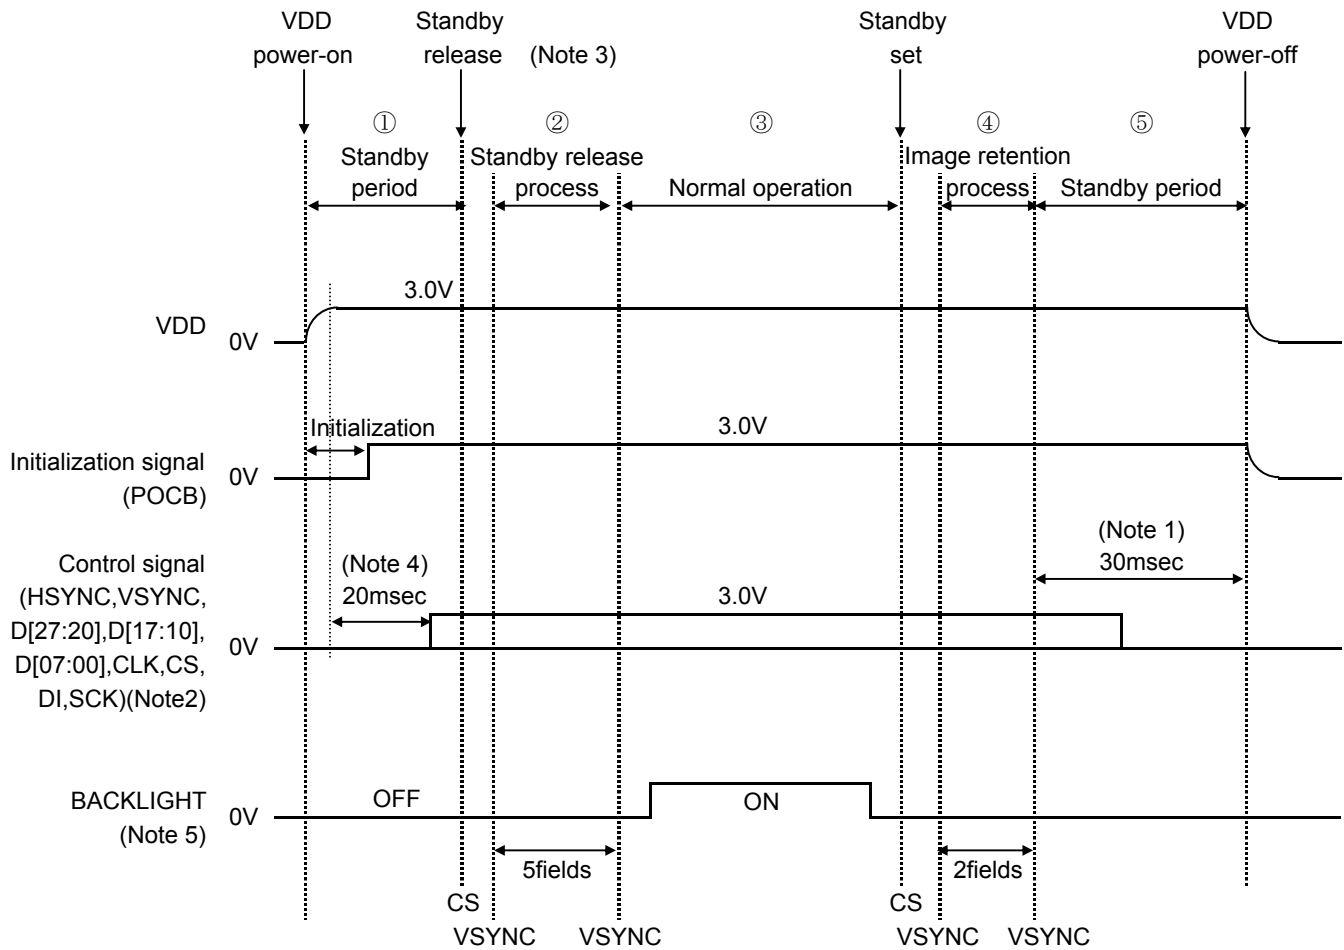 VDD
power-on
Standby
release
(Note 3)
Standby
set
VDD
power-off
①
②
③
④
⑤
Standby
period
Standby release
process
Normal operation
Image retention
process
Standby period
VDD
0V
3.0V
Initialization signal
(POCB)
0V
Initialization
3.0V
Control signal
(HSYNC,VSYNC,
D[27:20],D[17:10],
D[07:00],CLK,CS,
DI,SCK)(Note2)
0V
(Note 4)
20msec
3.0V
(Note 1)
30msec
BACKLIGHT
(Note 5)
0V
OFF
ON
5fields
2fields
CS
CS
VSYNC
VSYNC
VSYNC
VSYNC